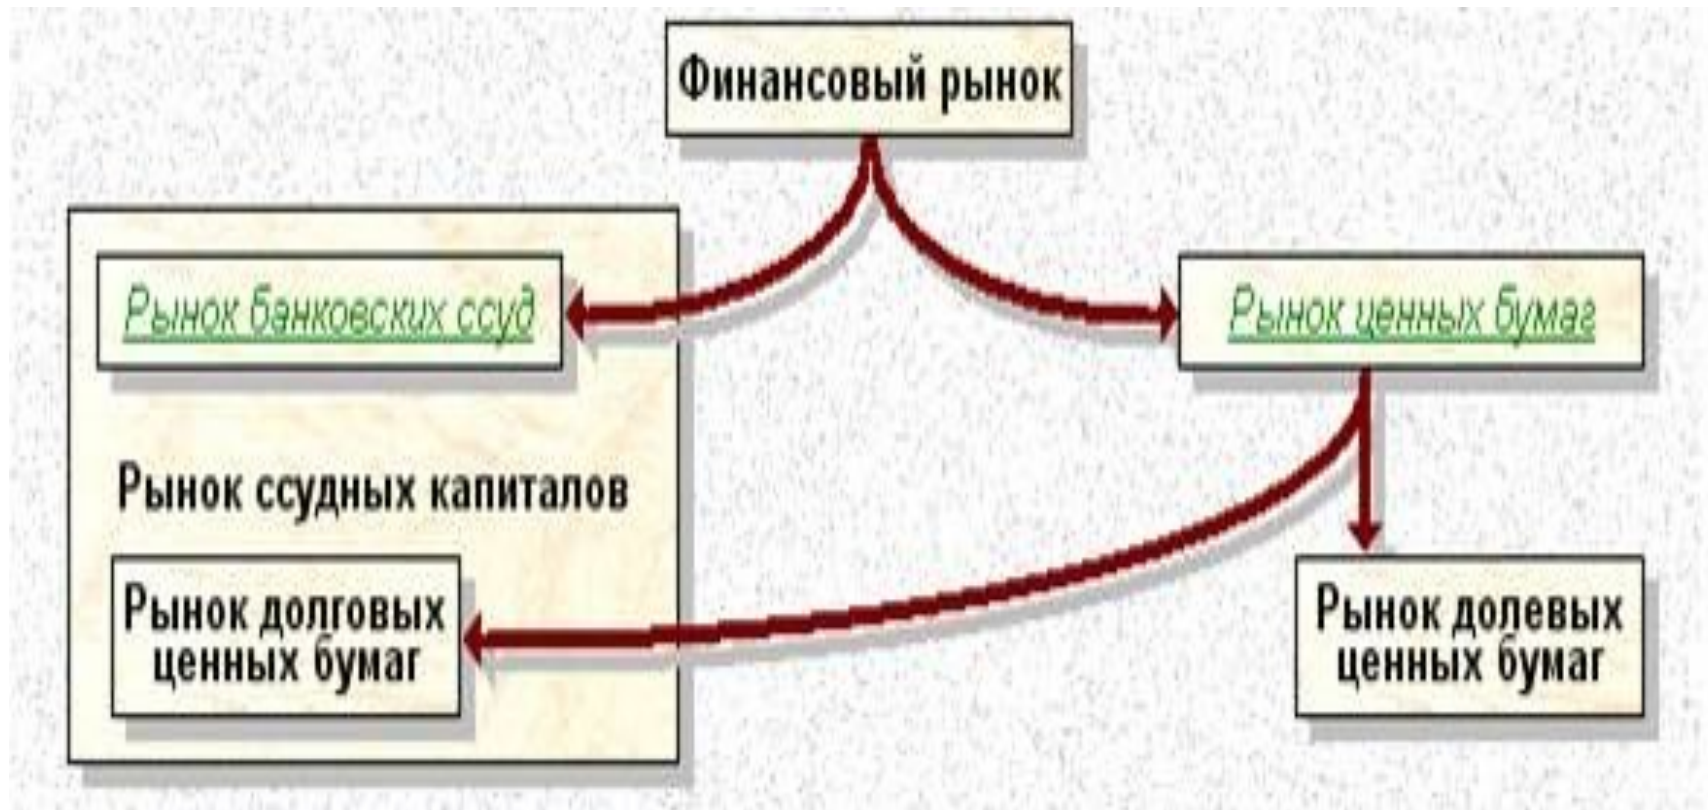 Финансовый рынок
Рынок банковских ссуд
Рынок ценных бумаг
Рынок ссудных капиталов
Рынок долговых
ценных бумаг
Рынок долевых
ценных бумаг